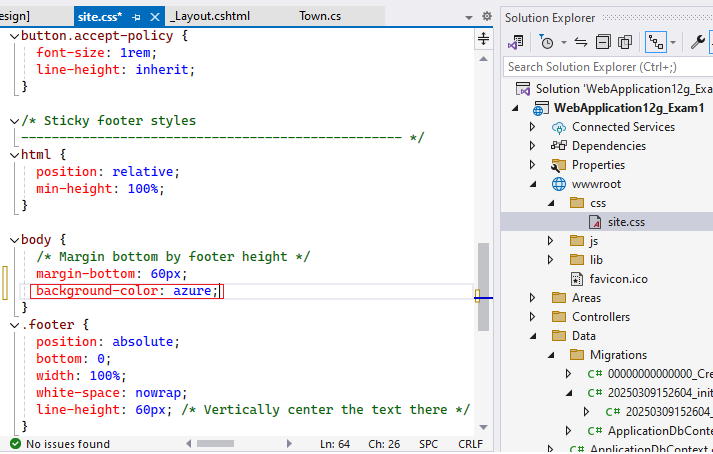 esign]
site.css*
_Layout.cshtml
Town.cs
button.accept-policy {
font-size: 1rem;
line-height: inherit;
}
/* Sticky footer styles
-------------------------------------------------- */
html {
position: relative;
min-height: 100%;
}
body {
/* Margin bottom by footer height */
margin-bottom: 60px;
background-color: azure;
}
.footer {
position: absolute;
bottom: 0;
width: 100%;
white-space: nowrap;
line-height: 60px; /* Vertically center the text there */
}
No issues found
Ln: 64
Ch: 26
SPC
CRLF
Solution Explorer
Search Solution Explorer (Ctrl+;)
Solution 'WebApplication12g_Exam
WebApplication12g_Exam1
Connected Services
Dependencies
Properties
wwwroot
css
site.css
js
lib
favicon.ico
Areas
Controllers
Data
Migrations
C# 00000000000000_Cre
C# 20250309152604_init
20250309152604_
C# ApplicationDbContext
C# ApplicationDbContext.c